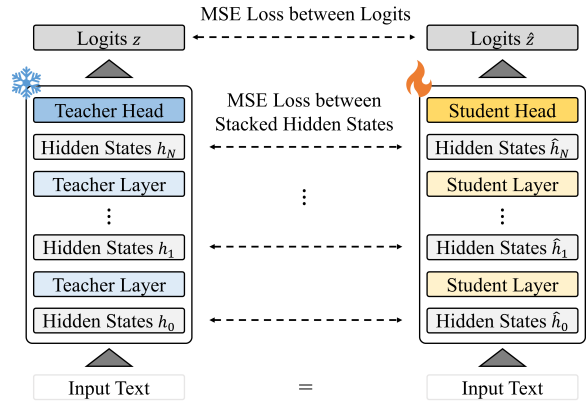 MSE Loss between Logits
Logits z
Logits ẑ
Teacher Head
MSE Loss between
Stacked Hidden States
Student Head
Hidden States h_N
Hidden States ĥ_N
Teacher Layer
⋮
Student Layer
⋮
⋮
Hidden States h_1
Hidden States ĥ_1
Teacher Layer
Student Layer
Hidden States h_0
Hidden States ĥ_0
Input Text
=
Input Text